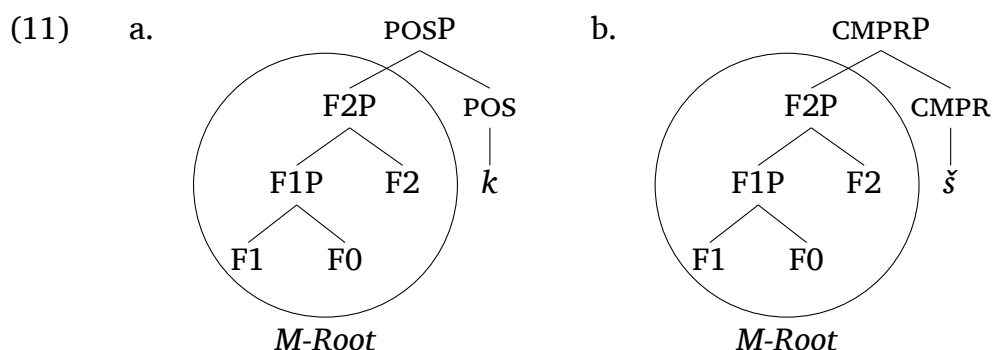 (11) a. POSP b. CMPRP
F2P POS F2P CMPR
F1P F2 k F1P F2 š
F1 F0 F1 F0
M-Root M-Root